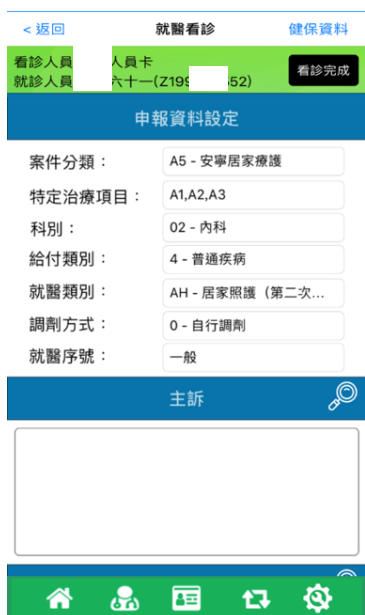 < 返回 就醫看診 健保資料
看診人員 人員卡
就診人員 六十一(Z199 52)
看診完成
申報資料設定
案件分類： A5 - 安寧居家療護
特定治療項目： A1,A2,A3
科別： 02 - 內科
給付類別： 4 - 普通疾病
就醫類別： AH - 居家照護（第二次...
調劑方式： 0 - 自行調劑
就醫序號： 一般
主訴